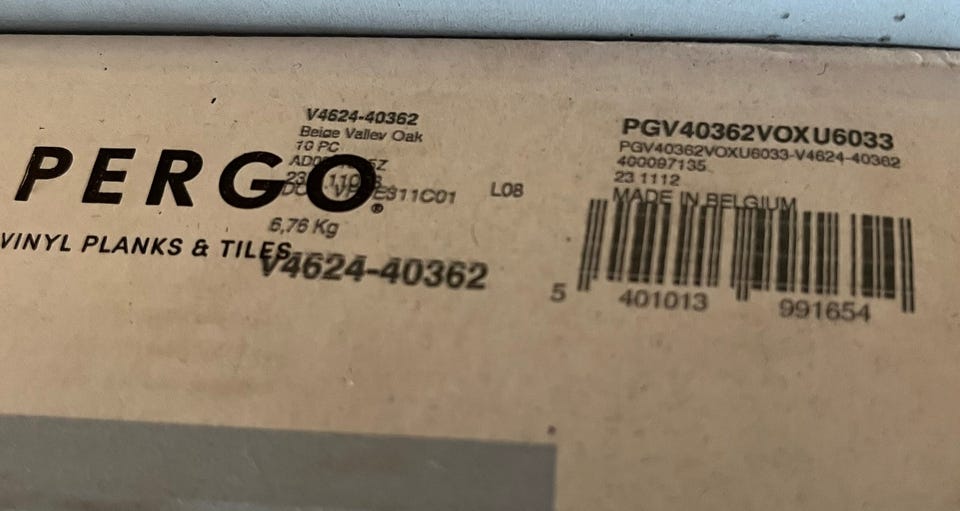 PERGO®
VINYL PLANKS & TILES
V4624-40362
Beige Valley Oak
10 PC
L08
6,76 Kg
V4624-40362
PGV40362VOXU6033
PGV40362VOXU6033-V4624-40362
400097135
23 1112
MADE IN BELGIUM
5 401013 991654